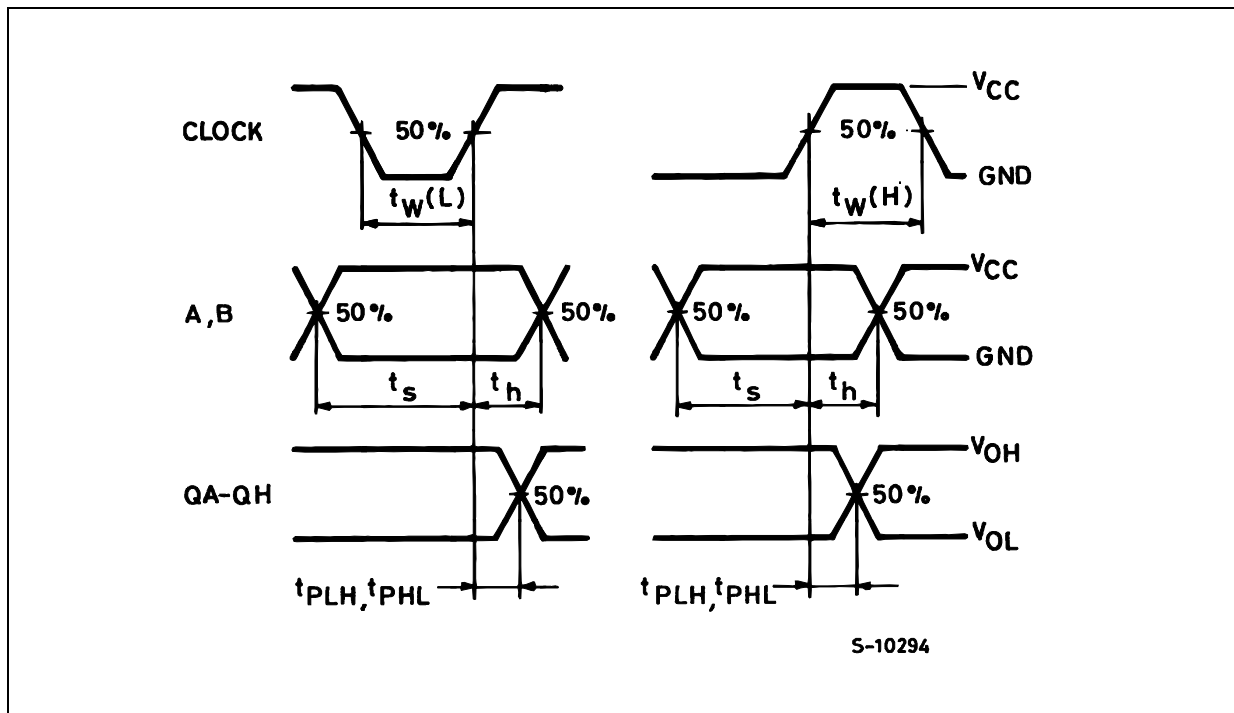 CLOCK 50% 50% VCC
GND
tW(L) tW(H)
A,B 50% 50% 50% 50% VCC
GND
ts th ts th
QA-QH 50% 50% VOH
VOL
tPLH,tPHL tPLH,tPHL
S-10294